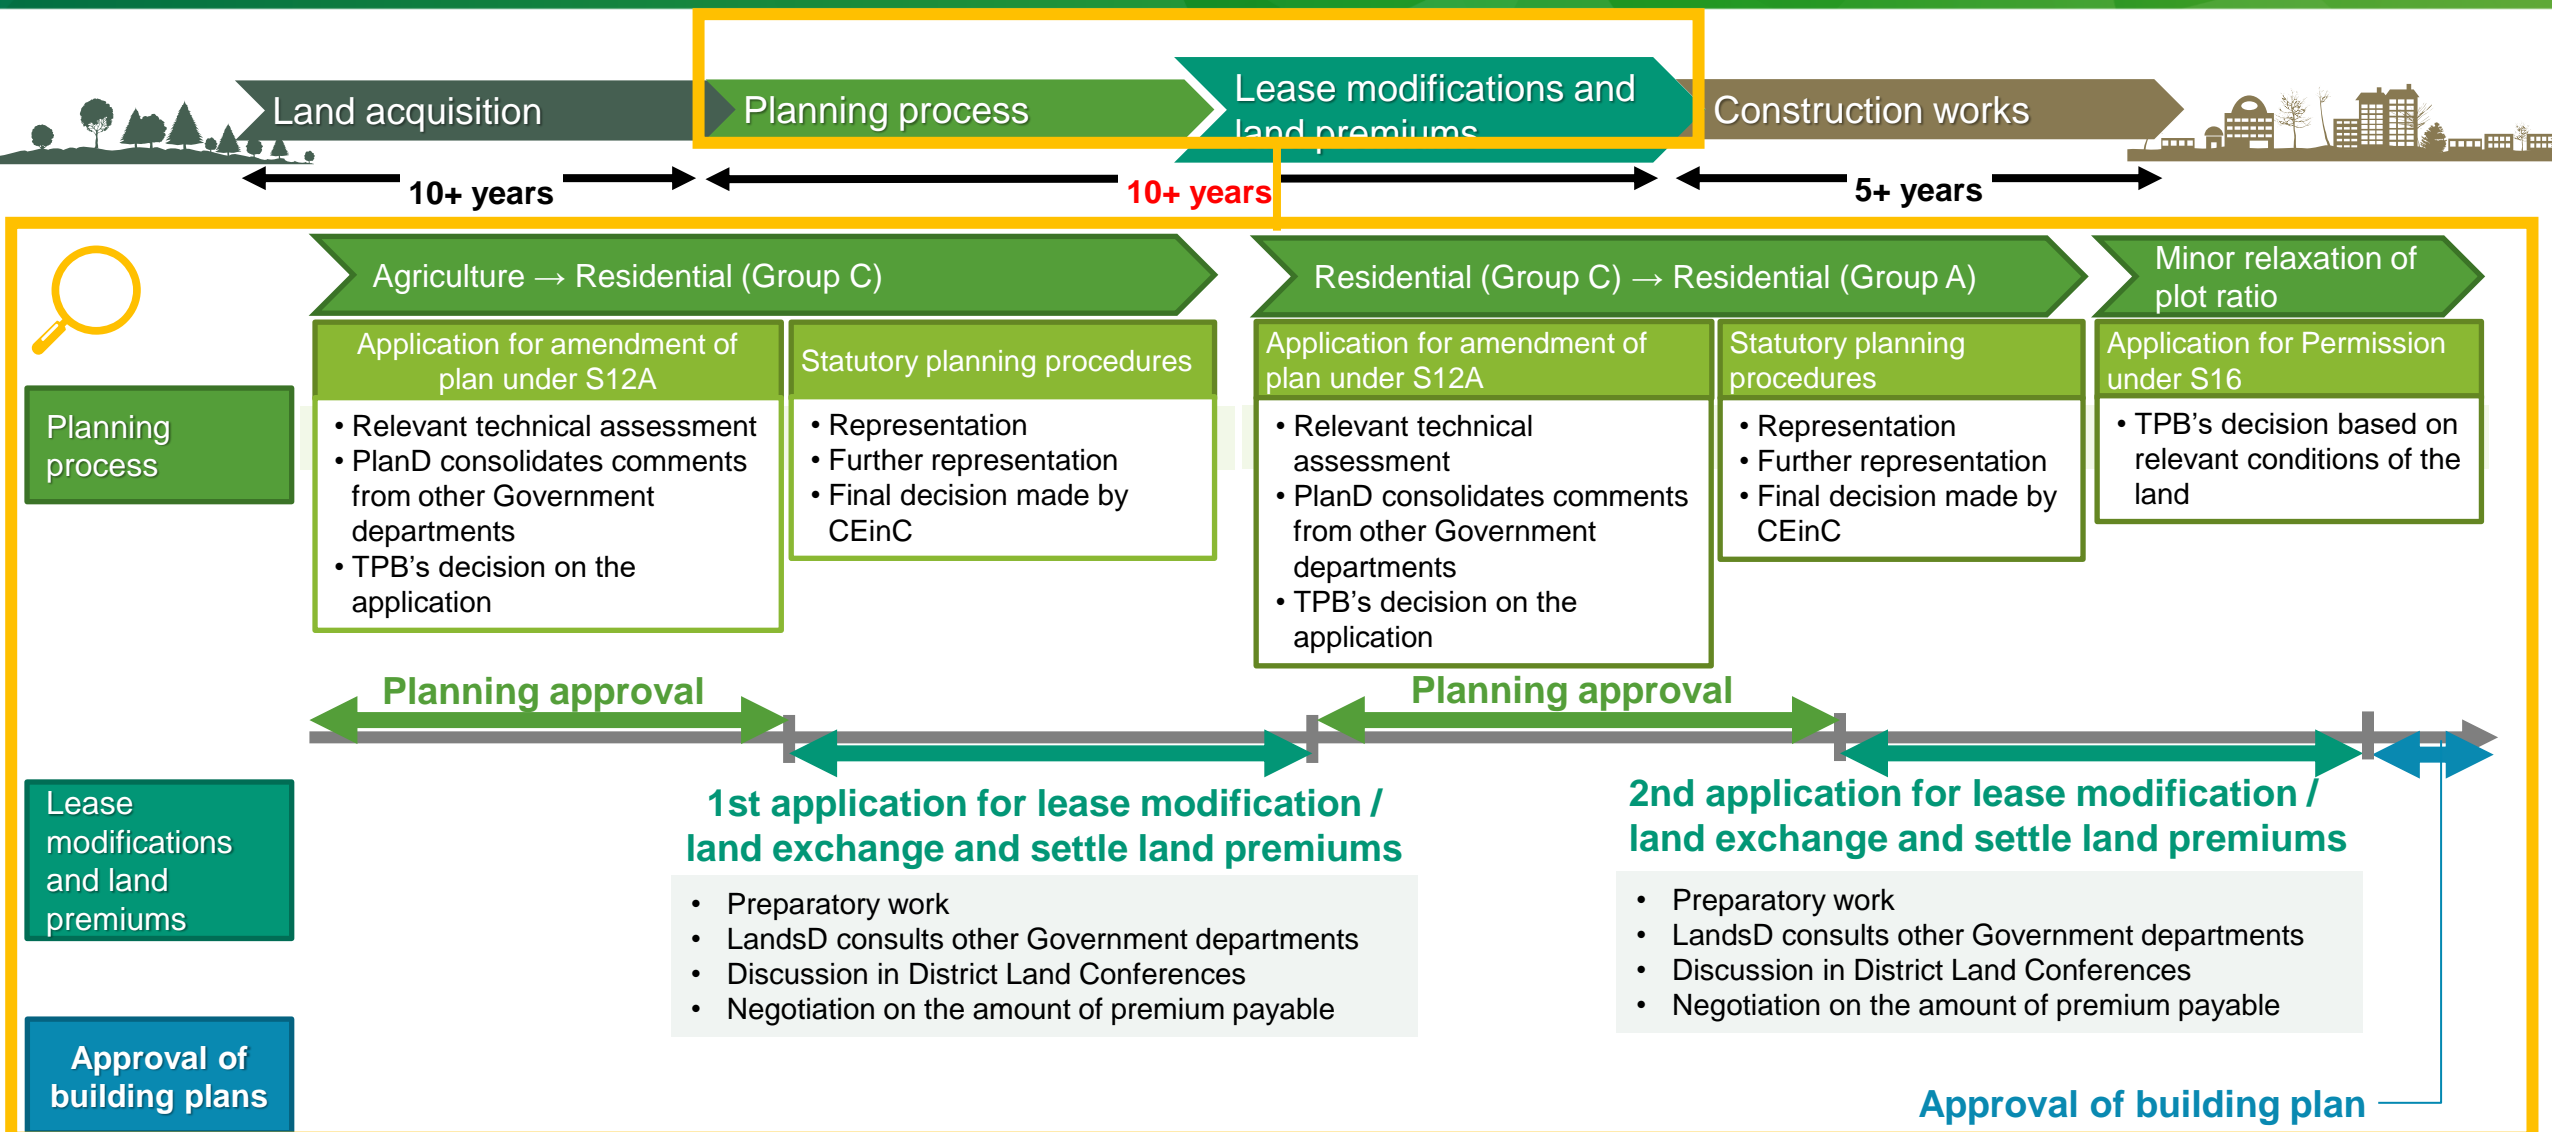 Land acquisition
Planning process
Lease modifications and
land premiums
Construction works
10+ years
10+ years
5+ years
Agriculture → Residential (Group C)
Residential (Group C) → Residential (Group A)
Minor relaxation of
plot ratio
Planning
process
Application for amendment of
plan under S12A
• Relevant technical assessment
• PlanD consolidates comments
from other Government
departments
• TPB’s decision on the
application
Statutory planning procedures
• Representation
• Further representation
• Final decision made by
CEinC
Application for amendment of
plan under S12A
• Relevant technical
assessment
• PlanD consolidates comments
from other Government
departments
• TPB’s decision on the
application
Statutory planning
procedures
• Representation
• Further representation
• Final decision made by
CEinC
Application for Permission
under S16
• TPB’s decision based on
relevant conditions of the
land
Planning approval
Planning approval
Lease
modifications
and land
premiums
1st application for lease modification /
land exchange and settle land premiums
• Preparatory work
• LandsD consults other Government departments
• Discussion in District Land Conferences
• Negotiation on the amount of premium payable
2nd application for lease modification /
land exchange and settle land premiums
• Preparatory work
• LandsD consults other Government departments
• Discussion in District Land Conferences
• Negotiation on the amount of premium payable
Approval of
building plans
Approval of building plan